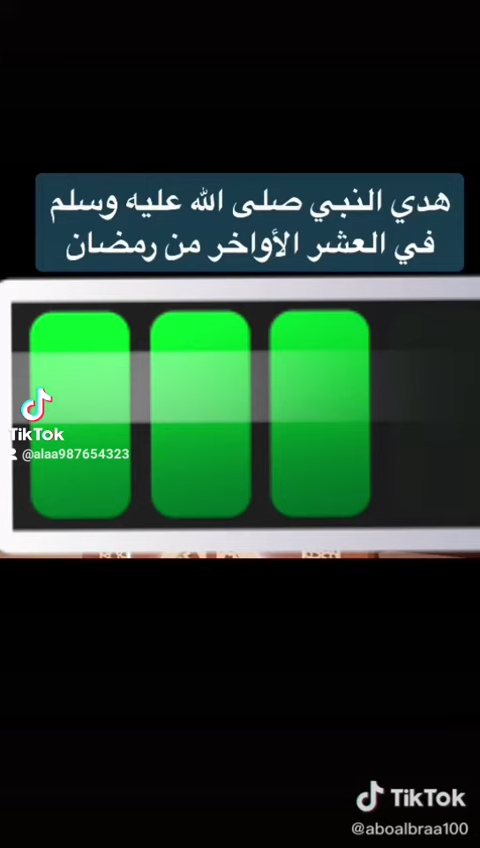 هدي النبي صلى الله عليه وسلم
في العشر الأواخر من رمضان
TikTok
@alaa987654323
TikTok
@aboalbraa100